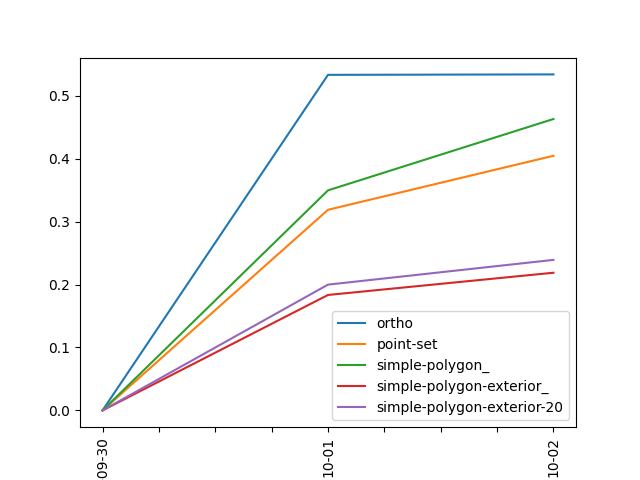 0.5
0.4
0.3
0.2
0.1
0.0
09-30
10-01
10-02
ortho
point-set
simple-polygon_
simple-polygon-exterior_
simple-polygon-exterior-20